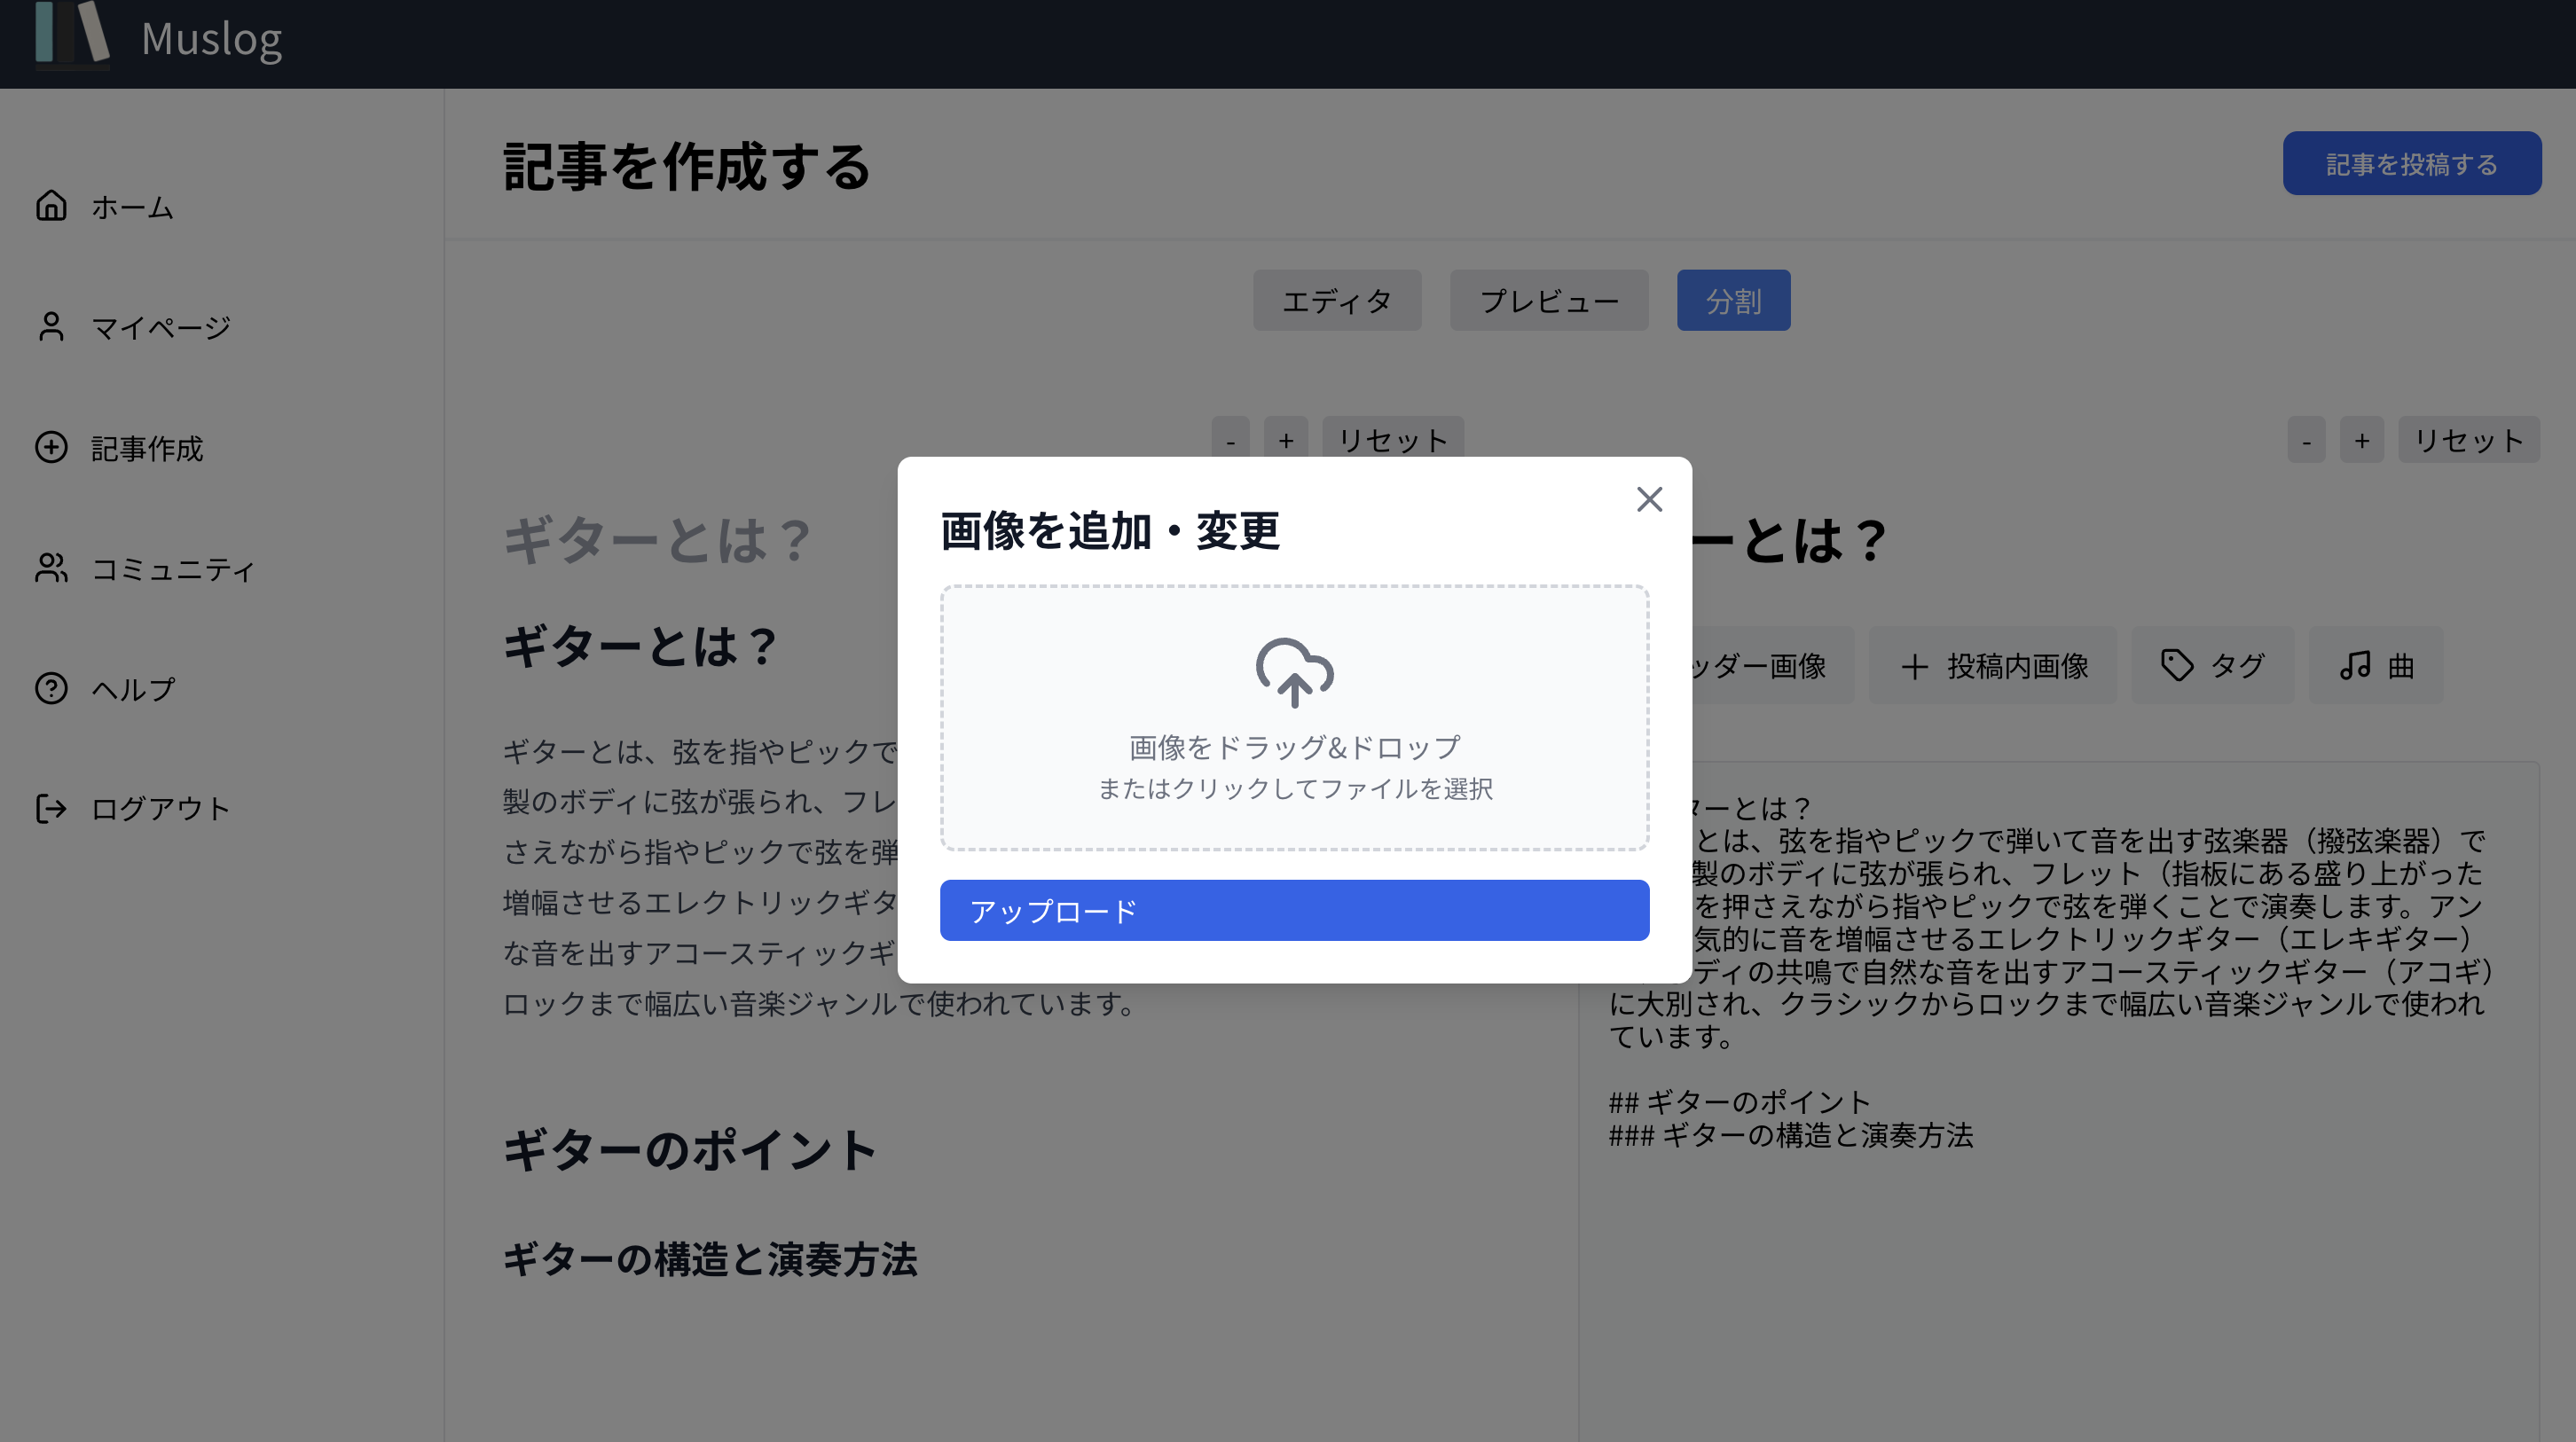 Muslog
ホーム
マイページ
記事作成
コミュニティ
ヘルプ
ログアウト
記事を作成する
記事を投稿する
エディタ
プレビュー
分割
- + リセット
- + リセット
ギターとは？
ギターとは？
ギターとは、弦を指やピックで
製のボディに弦が張られ、フレ
さえながら指やピックで弦を弾
増幅させるエレクトリックギタ
な音を出すアコースティックギ
ロックまで幅広い音楽ジャンルで使われています。
ギターのポイント
ギターの構造と演奏方法
画像を追加・変更
画像をドラッグ&ドロップ
またはクリックしてファイルを選択
アップロード
ーとは？
ッダー画像
投稿内画像
タグ
曲
ターとは？
とは、弦を指やピックで弾いて音を出す弦楽器（撥弦楽器）で
製のボディに弦が張られ、フレット（指板にある盛り上がった
を押さえながら指やピックで弦を弾くことで演奏します。アン
気的に音を増幅させるエレクトリックギター（エレキギター）
ディの共鳴で自然な音を出すアコースティックギター（アコギ）
に大別され、クラシックからロックまで幅広い音楽ジャンルで使われ
ています。
## ギターのポイント
### ギターの構造と演奏方法